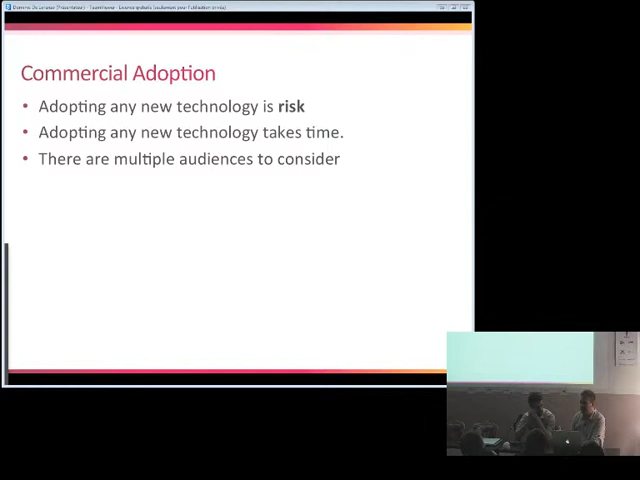 Commercial Adoption
• Adopting any new technology is risk
• Adopting any new technology takes time.
• There are multiple audiences to consider